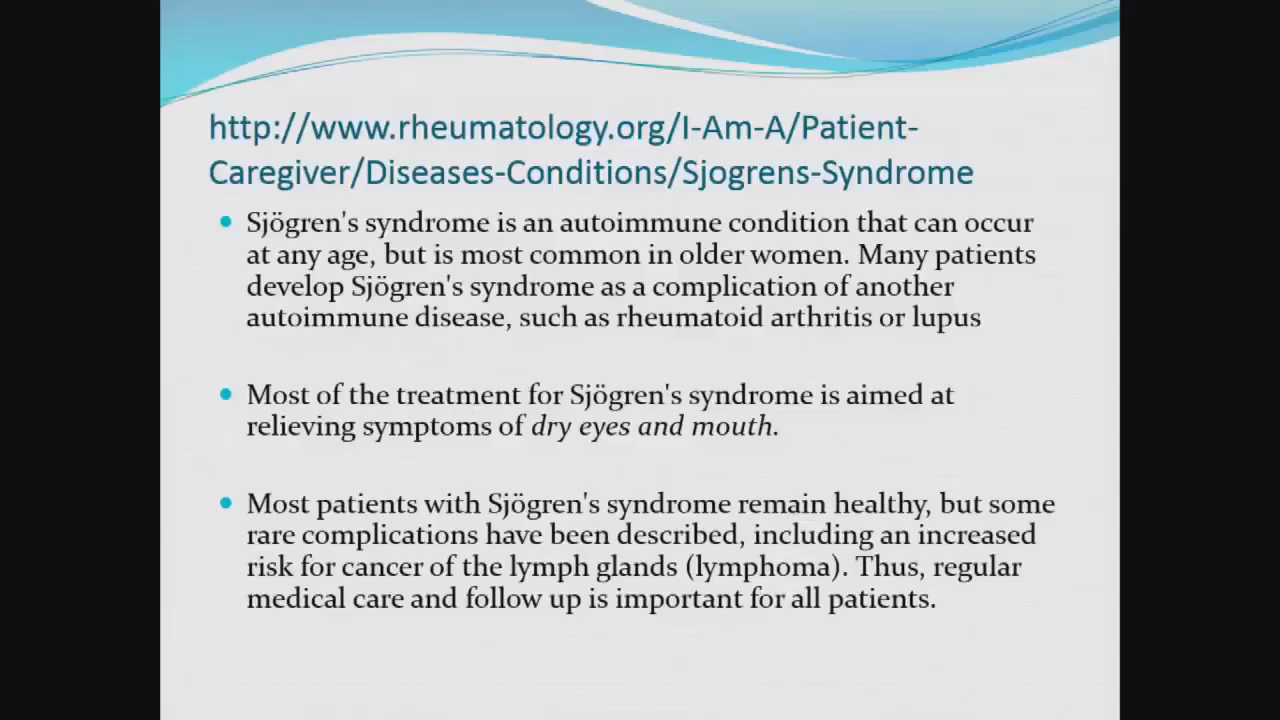 http://www.rheumatology.org/I-Am-A/Patient-
Caregiver/Diseases-Conditions/Sjogrens-Syndrome
Sjögren's syndrome is an autoimmune condition that can occur
at any age, but is most common in older women. Many patients
develop Sjögren's syndrome as a complication of another
autoimmune disease, such as rheumatoid arthritis or lupus
Most of the treatment for Sjögren's syndrome is aimed at
relieving symptoms of dry eyes and mouth.
Most patients with Sjögren's syndrome remain healthy, but some
rare complications have been described, including an increased
risk for cancer of the lymph glands (lymphoma). Thus, regular
medical care and follow up is important for all patients.